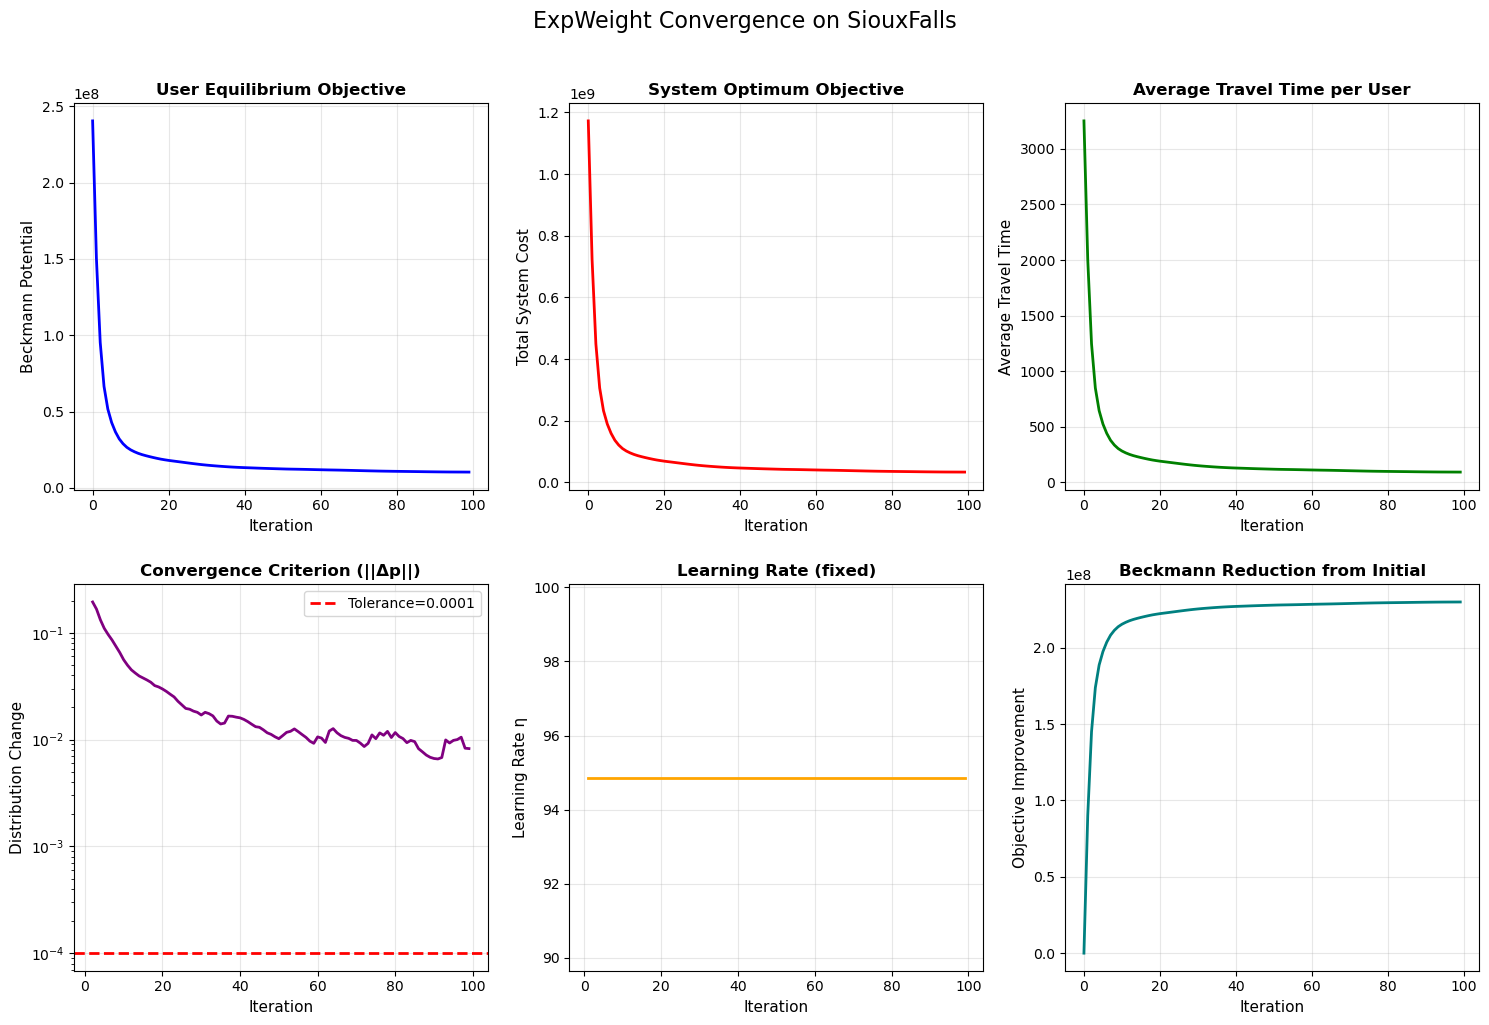 ExpWeight Convergence on SiouxFalls
User Equilibrium Objective
1e8
2.5
2.0
1.5
1.0
0.5
0.0
Beckmann Potential
0 20 40 60 80 100
Iteration
System Optimum Objective
1e9
1.2
1.0
0.8
0.6
0.4
0.2
0.0
Total System Cost
0 20 40 60 80 100
Iteration
Average Travel Time per User
3000
2500
2000
1500
1000
500
0
Average Travel Time
0 20 40 60 80 100
Iteration
Convergence Criterion (||Δp||)
Tolerance=0.0001
10⁻¹
10⁻²
10⁻³
10⁻⁴
Distribution Change
0 20 40 60 80 100
Iteration
Learning Rate (fixed)
100
98
96
94
92
90
Learning Rate η
0 20 40 60 80 100
Iteration
Beckmann Reduction from Initial
1e8
2.0
1.5
1.0
0.5
0.0
Objective Improvement
0 20 40 60 80 100
Iteration